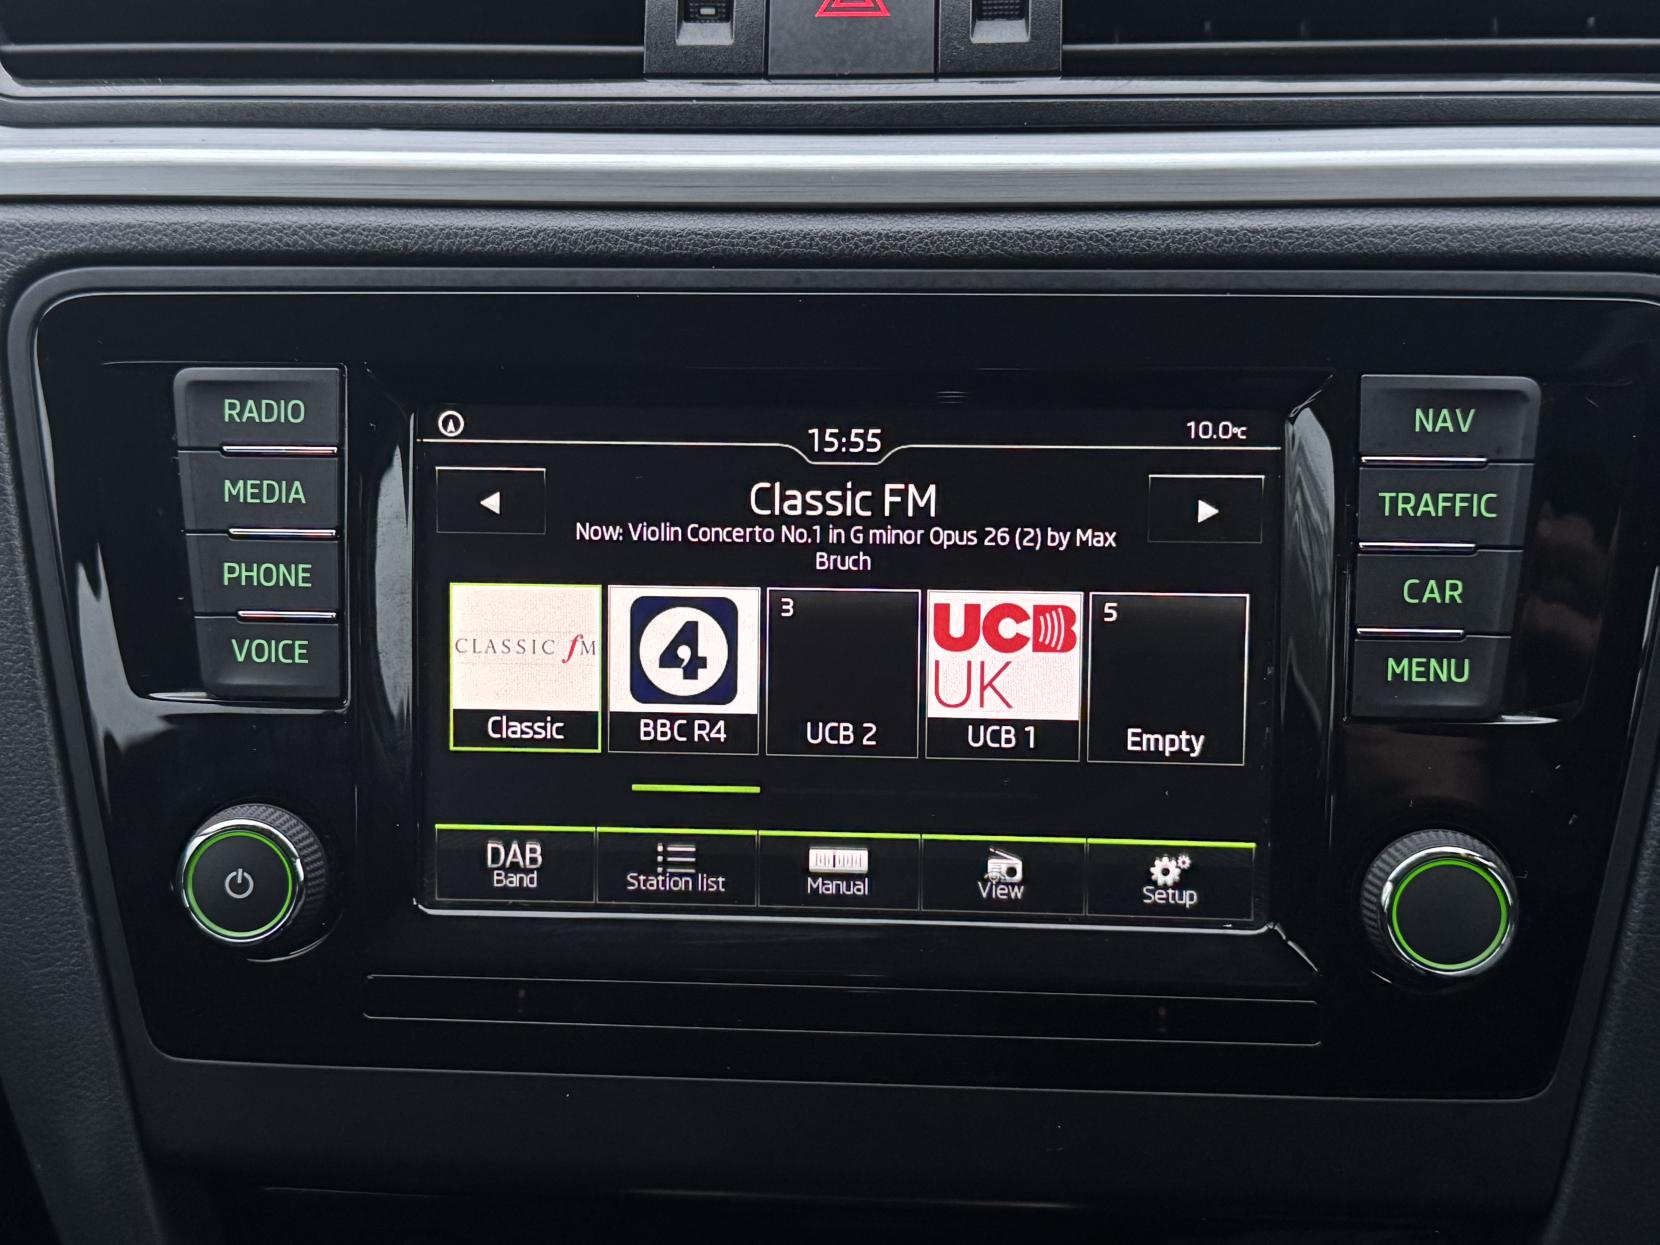 RADIO
MEDIA
PHONE
VOICE
15:55
10.0°C
Classic FM
Now: Violin Concerto No.1 in G minor Opus 26 (2) by Max
Bruch
CLASSIC fM
Classic
4
BBC R4
3
UCB 2
UCB
UK
UCB 1
5
Empty
DAB
Band
Station list
Manual
View
Setup
NAV
TRAFFIC
CAR
MENU